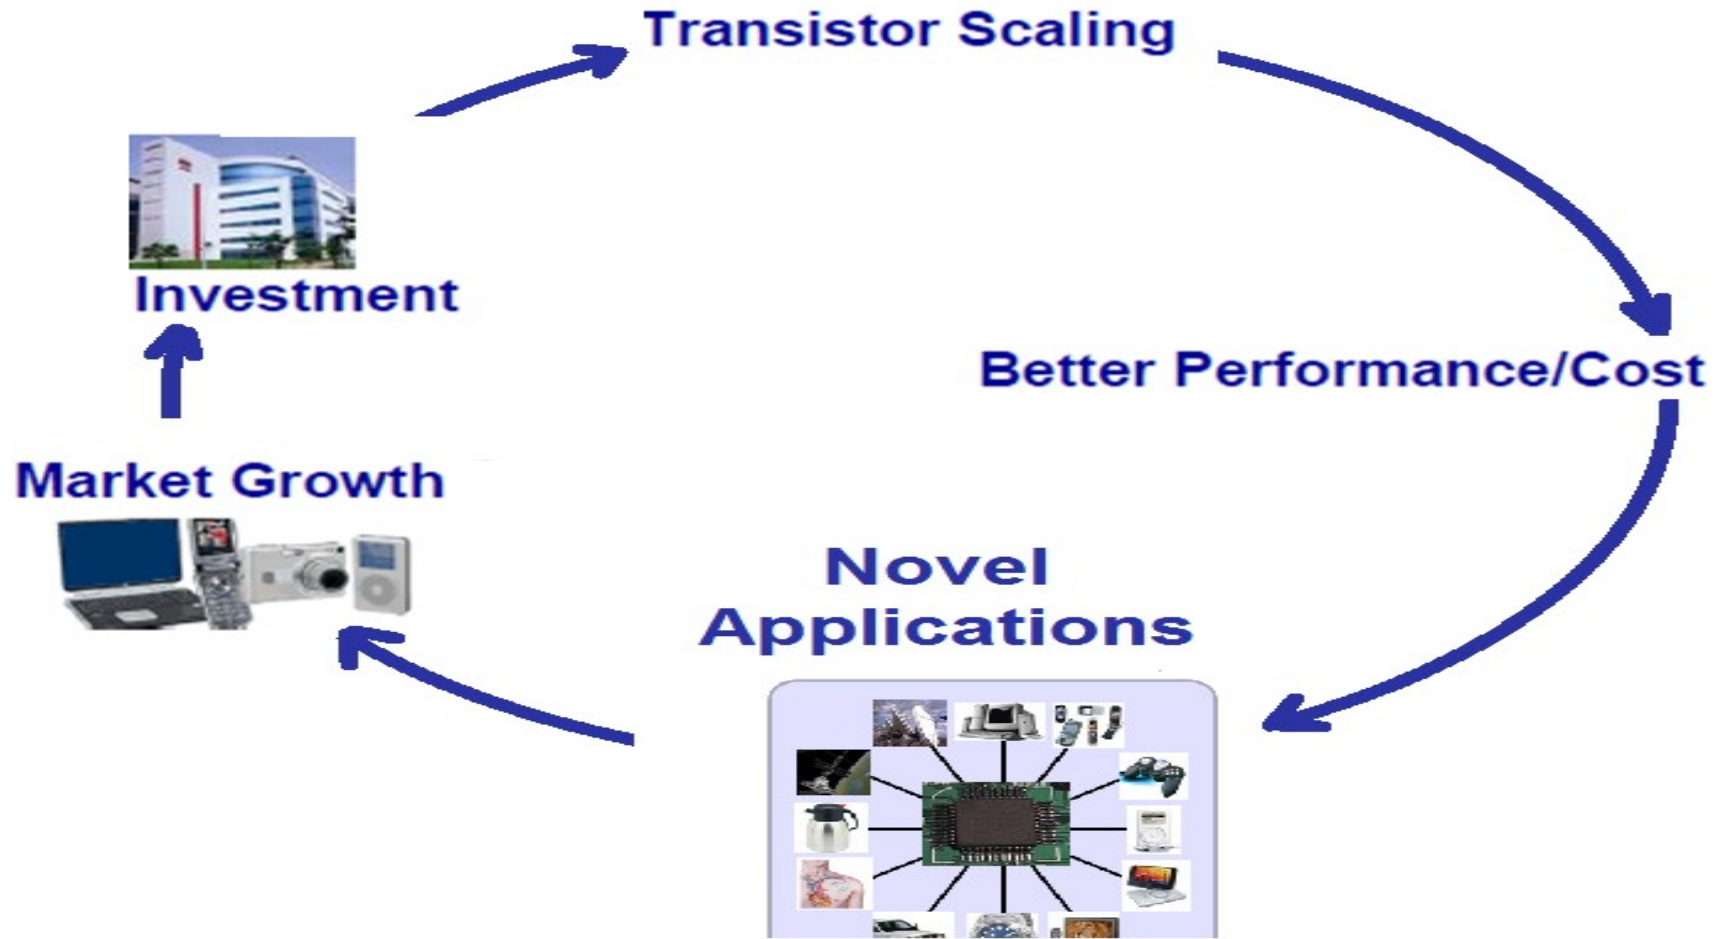 Transistor Scaling
Investment
Better Performance/Cost
Market Growth
Novel
Applications